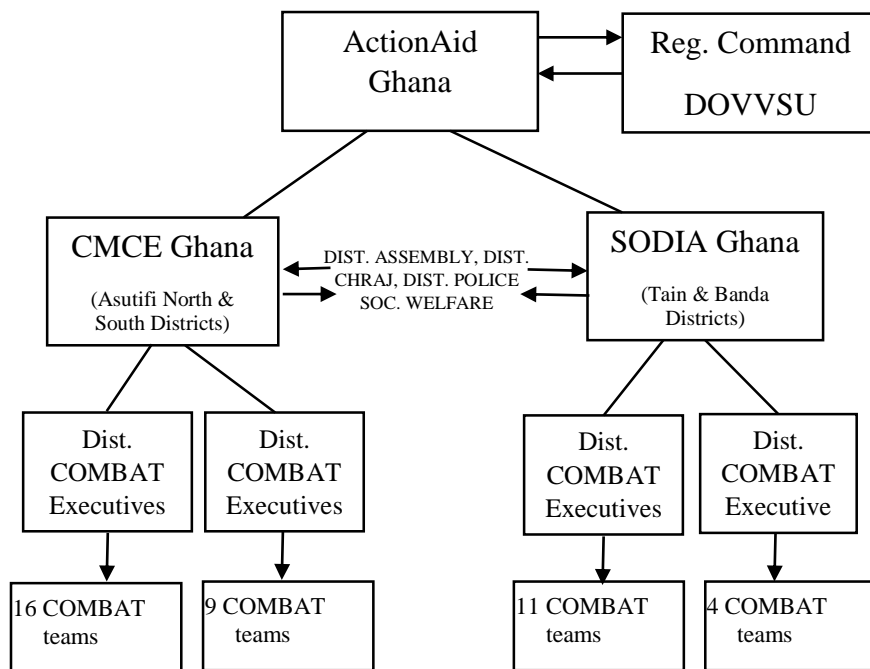 ActionAid
Ghana
Reg. Command
DOVVSU
CMCE Ghana
(Asutifi North &
South Districts)
DIST. ASSEMBLY, DIST.
CHRAJ, DIST. POLICE
SOC. WELFARE
SODIA Ghana
(Tain & Banda
Districts)
Dist.
COMBAT
Executives
Dist.
COMBAT
Executives
Dist.
COMBAT
Executives
Dist.
COMBAT
Executive
16 COMBAT
teams
9 COMBAT
teams
11 COMBAT
teams
4 COMBAT
teams